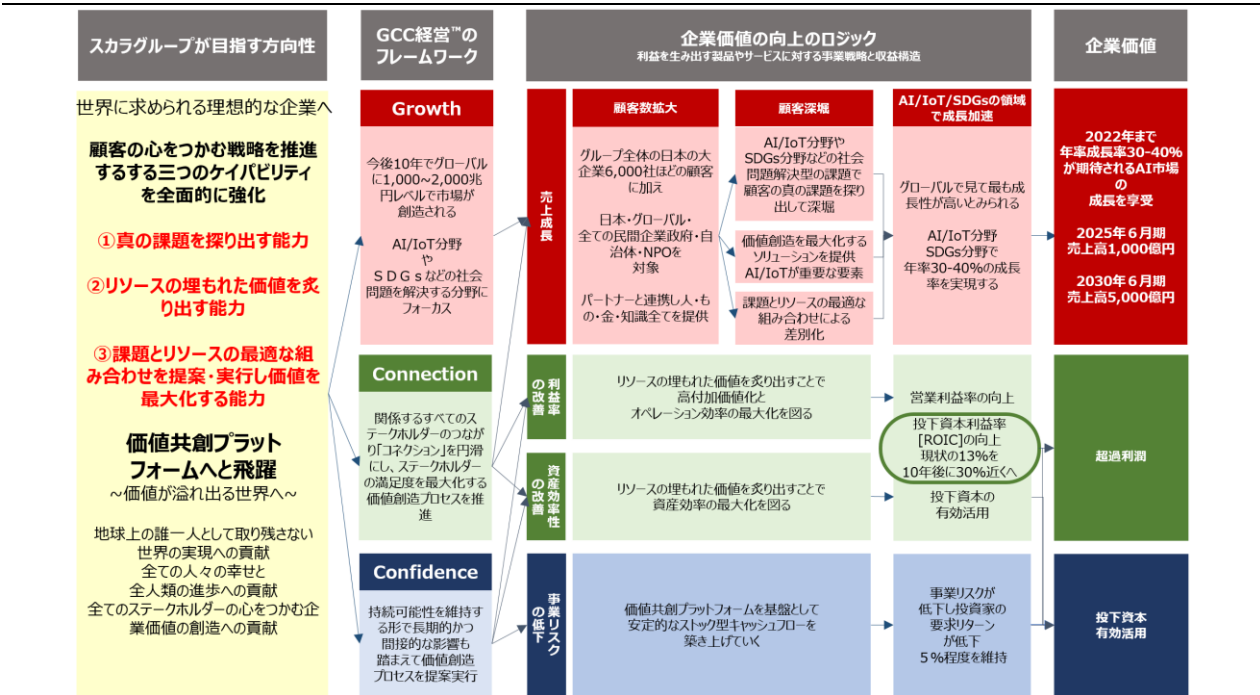 スカラグループが目指す方向性
GCC経営™の
フレームワーク
企業価値の向上のロジック
利益を生み出す製品やサービスに対する事業戦略と収益構造
企業価値
世界に求められる理想的な企業へ
顧客の心をつかむ戦略を推進
するする三つのケイパビリティ
を全面的に強化
①真の課題を探り出す能力
②リソースの埋もれた価値を炙
り出す能力
③課題とリソースの最適な組
み合わせを提案・実行し価値を
最大化する能力
価値共創プラット
フォームへと飛躍
~価値が溢れ出る世界へ~
地球上の誰一人として取り残さない
世界の実現への貢献
全ての人々の幸せと
全人類の進歩への貢献
全てのステークホルダーの心をつかむ企
業価値の創造への貢献
Growth
今後10年でグローバル
に1,000~2,000兆
円レベルで市場が
創造される
AI/IoT分野
や
ＳＤＧｓなどの社会
問題を解決する分野に
フォーカス
売上成長
顧客数拡大
グループ全体の日本の大
企業6,000社ほどの顧客
に加え
日本・グローバル・
全ての民間企業政府・自
治体・NPOを
対象
パートナーと連携し人・も
の・金・知識全てを提供
顧客深堀
AI/IoT分野や
SDGs分野などの社会
問題解決型の課題で
顧客の真の課題を探り
出して深堀
価値創造を最大化する
ソリューションを提供
AI/IoTが重要な要素
課題とリソースの最適な
組み合わせによる
差別化
AI/IoT/SDGsの領域
で成長加速
グローバルで見て最も成
長性が高いとみられる
AI/IoT分野
SDGs分野で
年率30-40%の成長
率を実現する
2022年まで
年率成長率30-40%
が期待されるAI市場
の
成長を享受
2025年６月期
売上高1,000億円
2030年６月期
売上高5,000億円
Connection
関係するすべてのス
テークホルダーのつなが
り「コネクション」を円滑
にし、ステークホルダー
の満足度を最大化する
価値創造プロセスを推
進
利益率
の改善
リソースの埋もれた価値を炙り出すことで
高付加価値化と
オペレーション効率の最大化を図る
営業利益率の向上
投下資本利益率
[ROIC]の向上
現状の13%を
10年後に30%近くへ
資産効率性
の改善
リソースの埋もれた価値を炙り出すことで
資産効率の最大化を図る
投下資本の
有効活用
超過利潤
Confidence
持続可能性を維持す
る形で長期的かつ
間接的な影響も
踏まえて価値創造
プロセスを提案実行
事業リスク
の低下
価値共創プラットフォームを基盤として
安定的なストック型キャッシュフローを
築き上げていく
事業リスクが
低下し投資家の
要求リターン
が低下
５%程度を維持
投下資本
有効活用